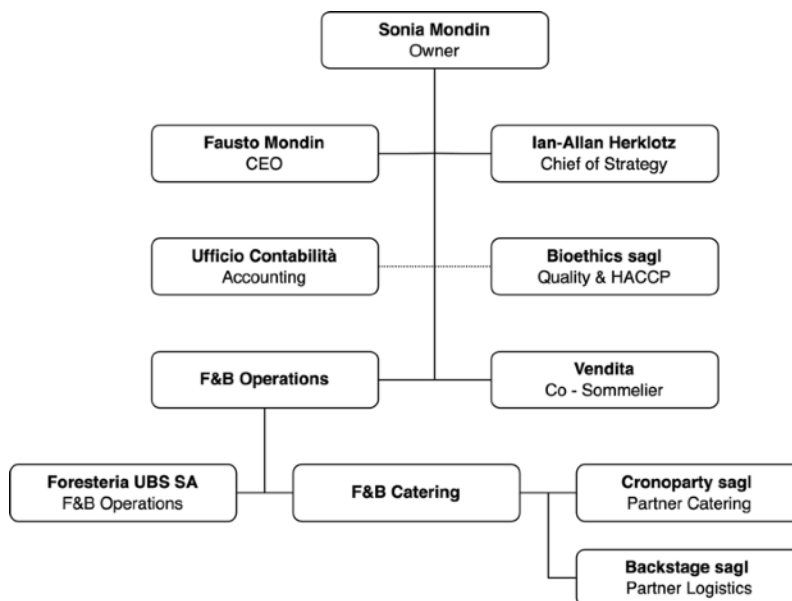 Sonia Mondin
Owner
Fausto Mondin
CEO
Ian-Allan Herklotz
Chief of Strategy
Ufficio Contabilità
Accounting
Bioethics sagl
Quality & HACCP
F&B Operations
Vendita
Co - Sommelier
Foresteria UBS SA
F&B Operations
F&B Catering
Cronoparty sagl
Partner Catering
Backstage sagl
Partner Logistics